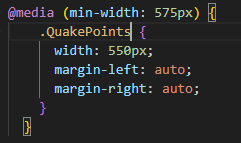 @media (min-width: 575px) {
.QuakePoints {
width: 550px;
margin-left: auto;
margin-right: auto;
}
}